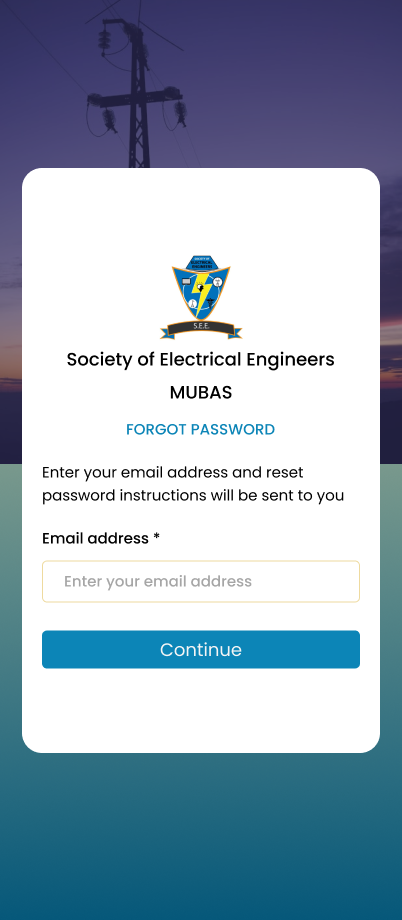 S.E.E.
Society of Electrical Engineers
MUBAS
FORGOT PASSWORD
Enter your email address and reset
password instructions will be sent to you
Email address *
Enter your email address
Continue